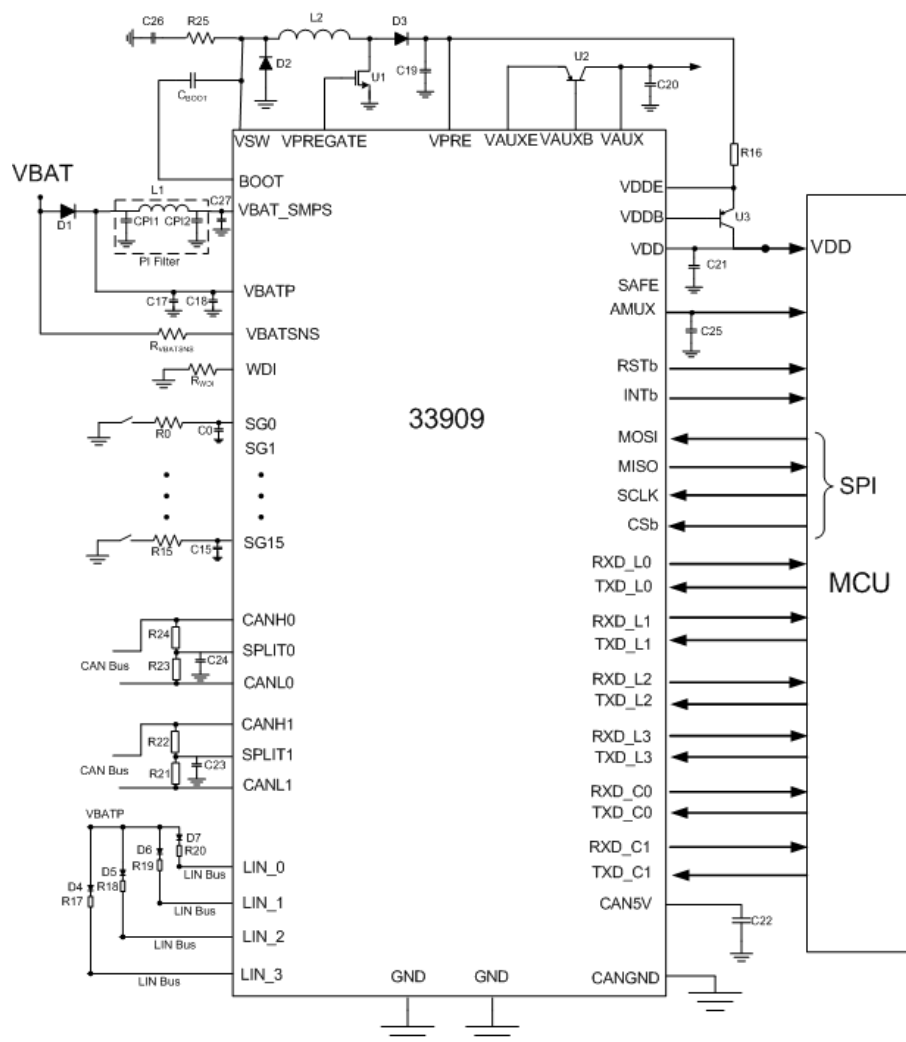 C26 R25 L2 D3
D2 U1 C19 U2 C20
CBOOT
VSW VPREGATE VPRE VAUXE VAUXB VAUX
R16
VBAT
BOOT VDDE
L1
D1 CPI1 CPI2 C27 VBAT_SMPS VDDB U3
PI Filter VDD C21 VDD
SAFE
C17 C18 VBATP
AMUX
RVBATSNS VBATSNS C25
RWDI WDI RSTb
INTb
33909
R0 C0 SG0 MOSI
SG1
MISO
SPI
SCLK
CSb
R15 C15 SG15
RXD_L0
MCU
TXD_L0
CANH0 RXD_L1
R24
SPLIT0 TXD_L1
CAN Bus R23 C24
CANL0 RXD_L2
TXD_L2
CANH1
R22 RXD_L3
SPLIT1 TXD_L3
CAN Bus R21 C23
CANL1 RXD_C0
VBATP TXD_C0
D7
D6 R20 RXD_C1
D5 R19 LIN Bus LIN_0 TXD_C1
D4 R18
R17 LIN Bus LIN_1 CAN5V
C22
LIN Bus LIN_2
LIN Bus LIN_3 GND GND CANGND